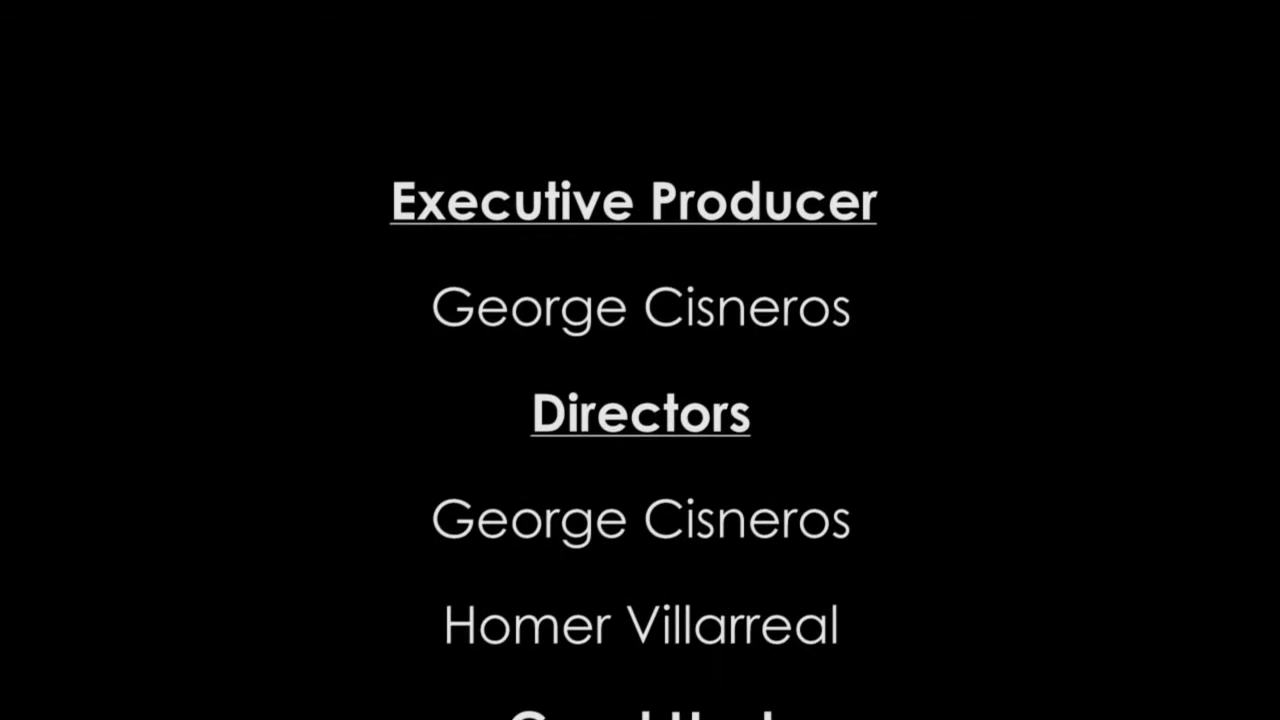 Executive Producer
George Cisneros
Directors
George Cisneros
Homer Villarreal